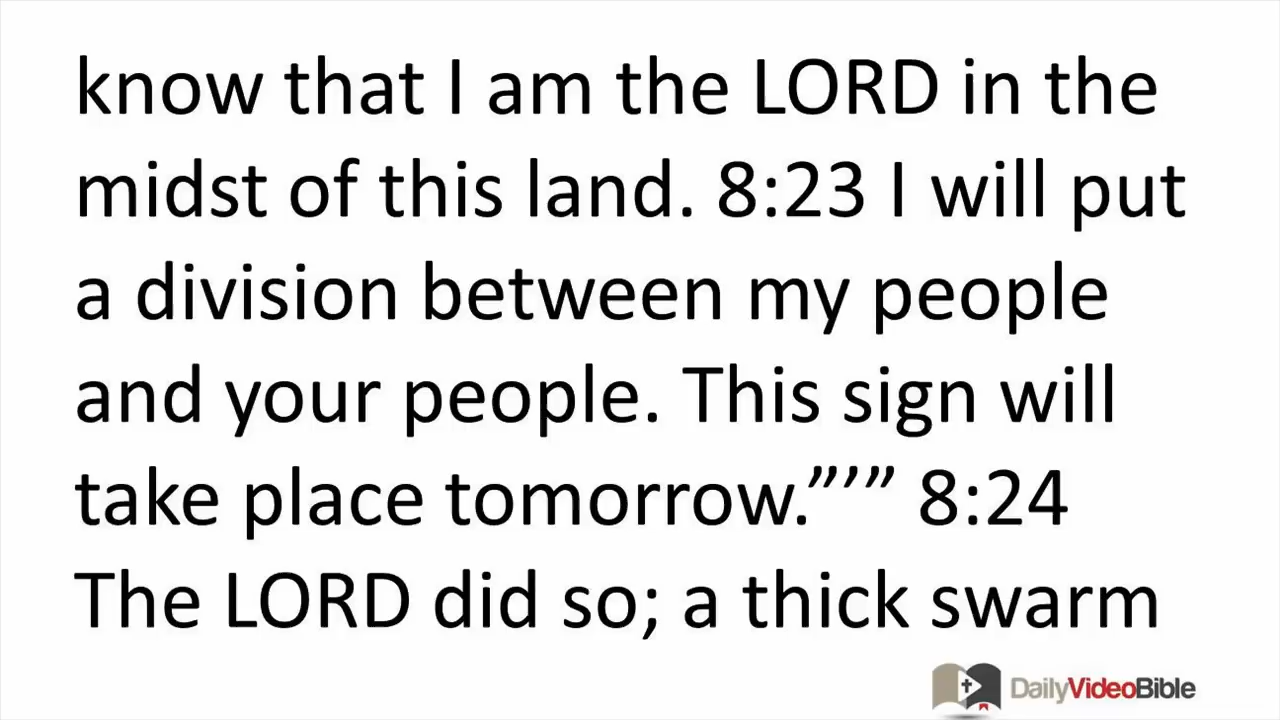 know that I am the LORD in the
midst of this land. 8:23 I will put
a division between my people
and your people. This sign will
take place tomorrow.”’” 8:24
The LORD did so; a thick swarm
DailyVideoBible